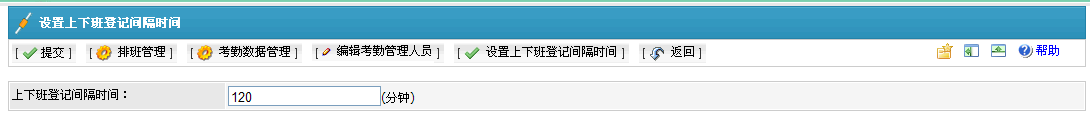 设置上下班登记间隔时间
[ 提交 ] [ 排班管理 ] [ 考勤数据管理 ] [ 编辑考勤管理人员 ] [ 设置上下班登记间隔时间 ] [ 返回 ] 帮助
上下班登记间隔时间： 120 (分钟)